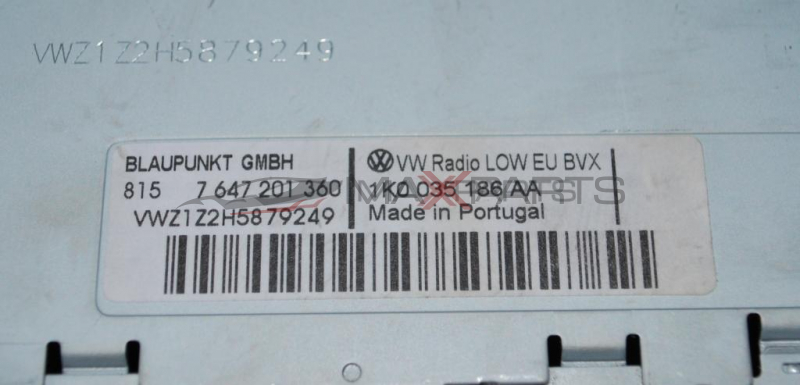 VWZ1Z2H5879249
BLAUPUNKT GMBH
815 7 647 201 360
VWZ1Z2H5879249
VW Radio LOW EU BVX
1K0 035 186 AA
Made in Portugal
MAXPARTS